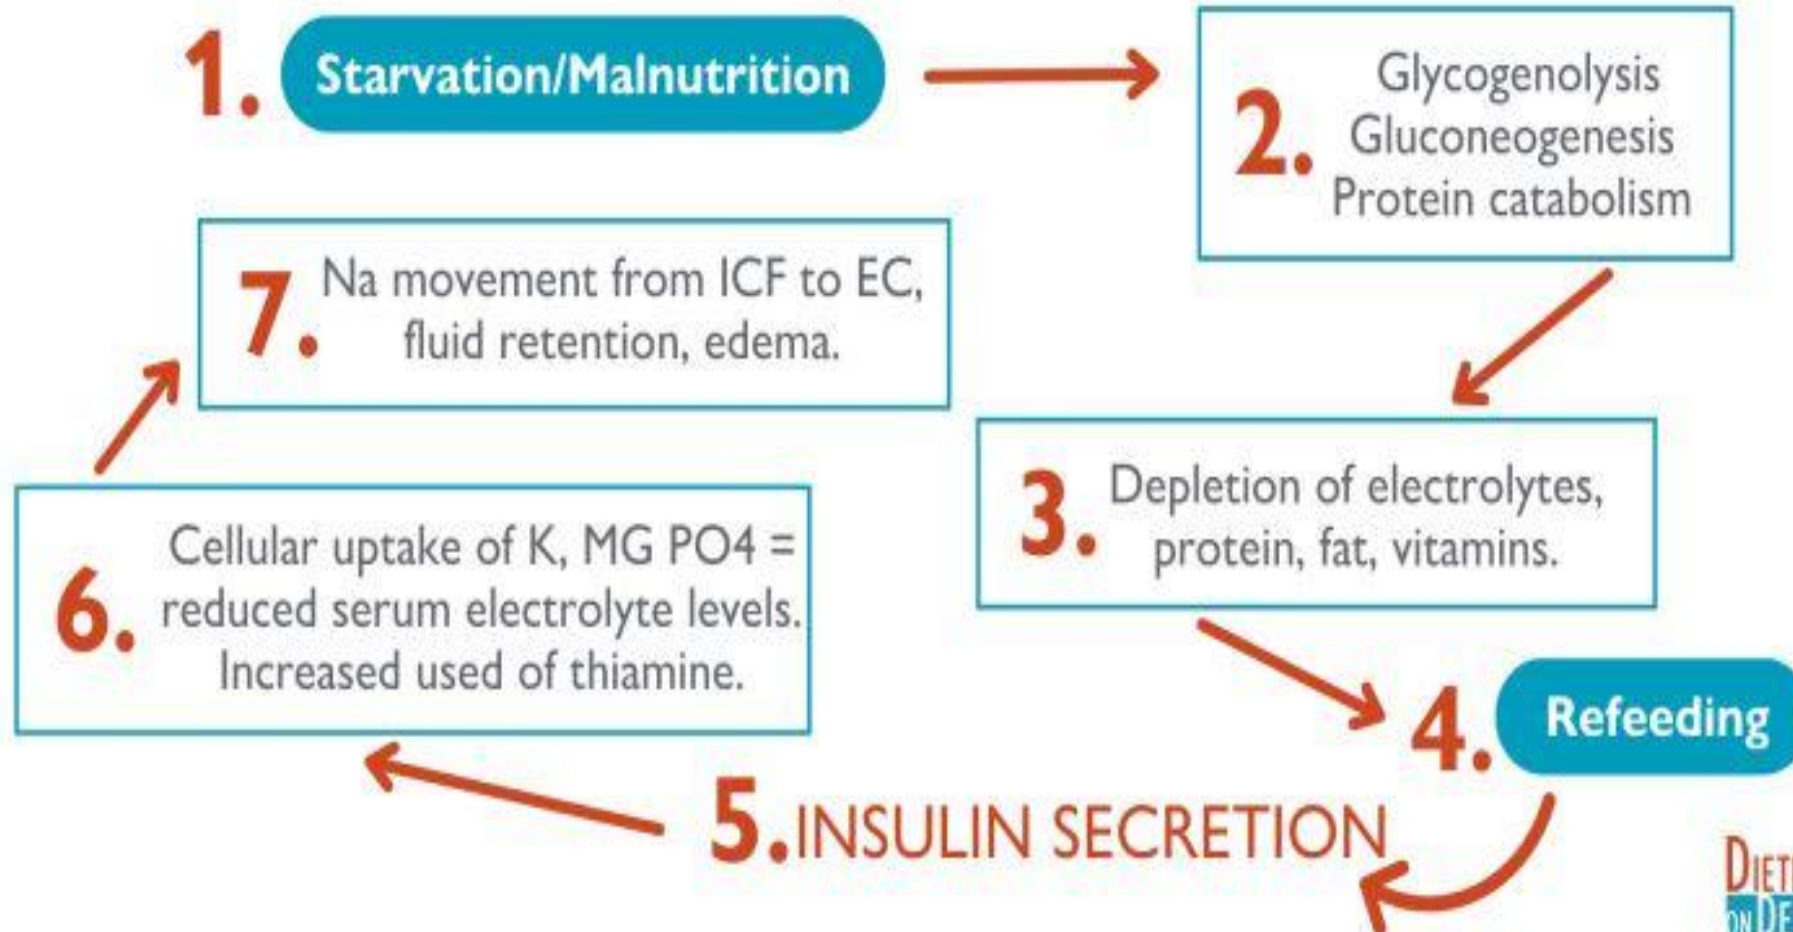 1. Starvation/Malnutrition
2. Glycogenolysis
Gluconeogenesis
Protein catabolism
3. Depletion of electrolytes,
protein, fat, vitamins.
4. Refeeding
5. INSULIN SECRETION
6. Cellular uptake of K, MG PO4 =
reduced serum electrolyte levels.
Increased used of thiamine.
7. Na movement from ICF to EC,
fluid retention, edema.